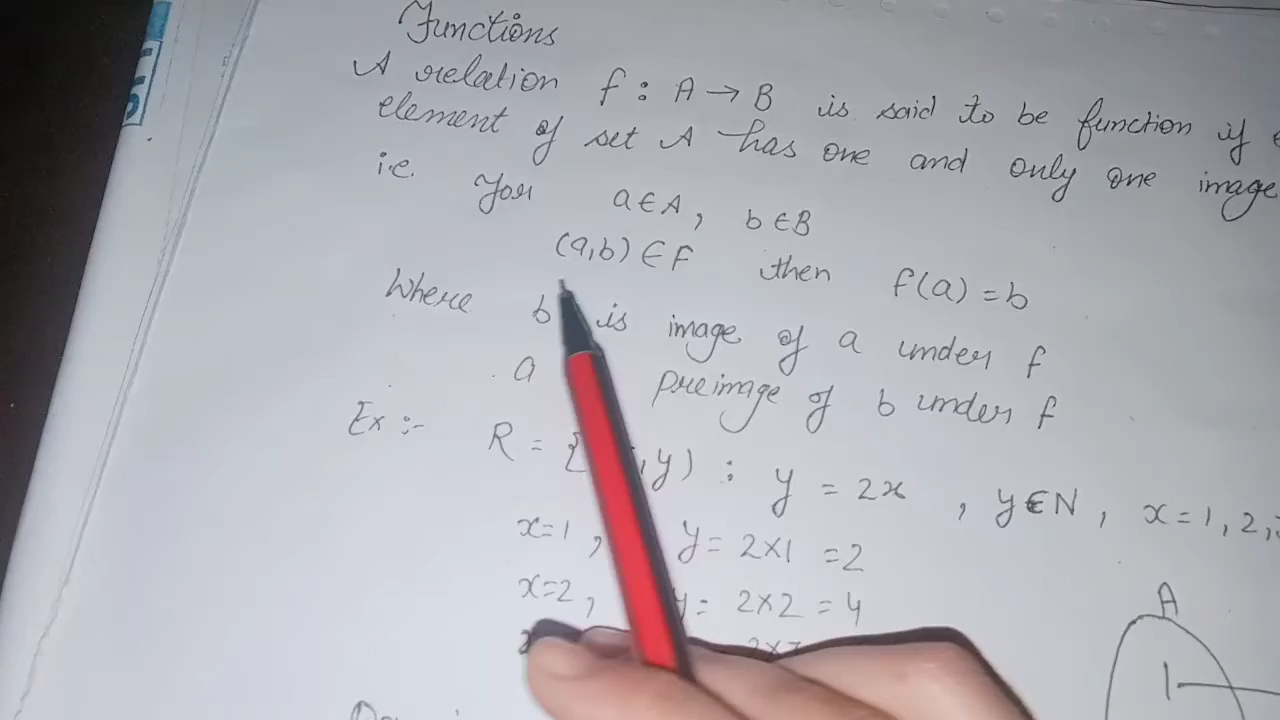 Functions
A relation f : A → B is said to be function if
element of set A has one and only one image
i.e. for a ∈ A, b ∈ B
(a,b) ∈ F then f(a) = b
Where b is image of a under f
a preimage of b under f
Ex :- R = { ,y) : y = 2x , y ∈ N, x = 1, 2,
x=1, y = 2×1 = 2
x=2, y = 2×2 = 4
A
1